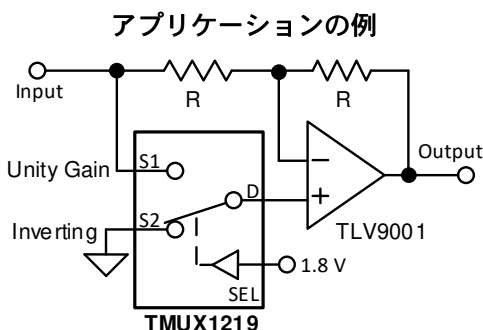 アプリケーションの例
Input
R
R
Unity Gain
S1
Output
D
S2
Inverting
TLV9001
1.8 V
SEL
TMUX1219